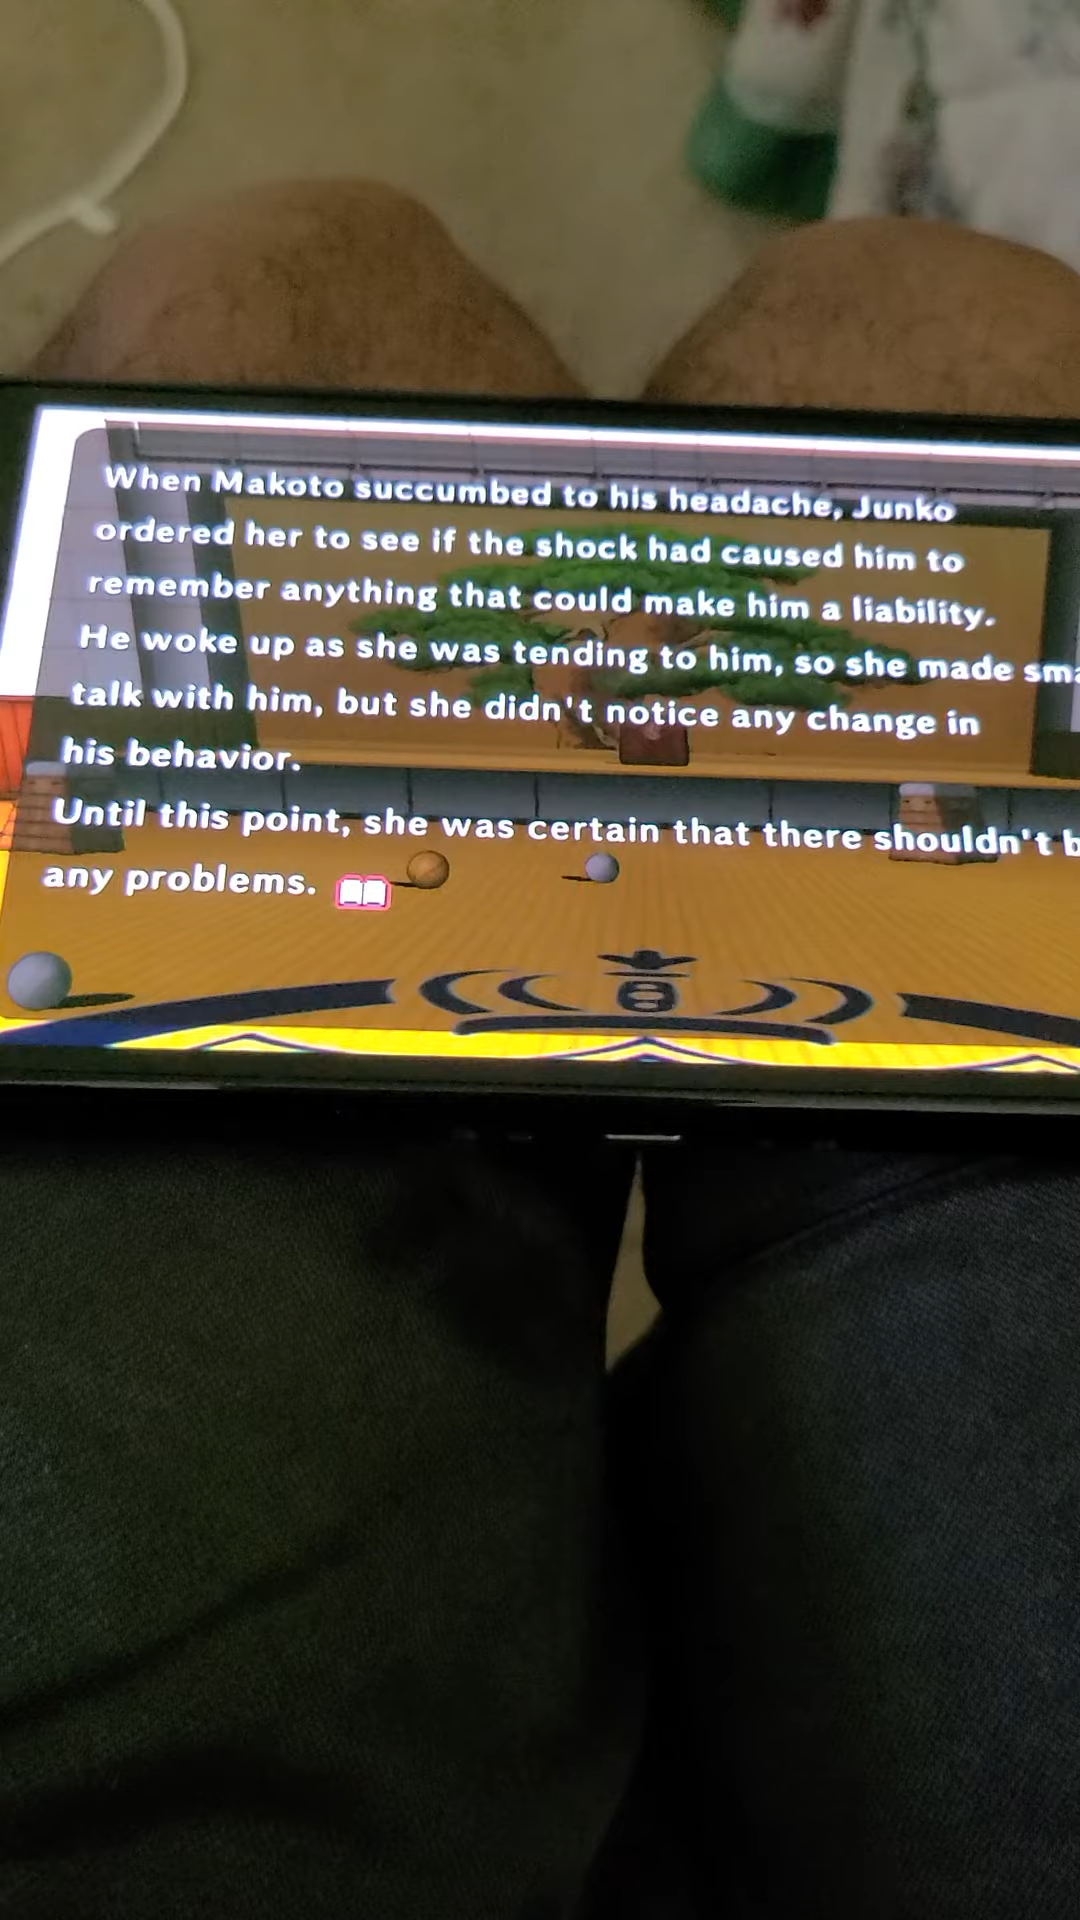 When Makoto succumbed to his headache, Junko
ordered her to see if the shock had caused him to
remember anything that could make him a liability.
He woke up as she was tending to him, so she made
talk with him, but she didn't notice any change in
his behavior.
Until this point, she was certain that there shouldn't
any problems.